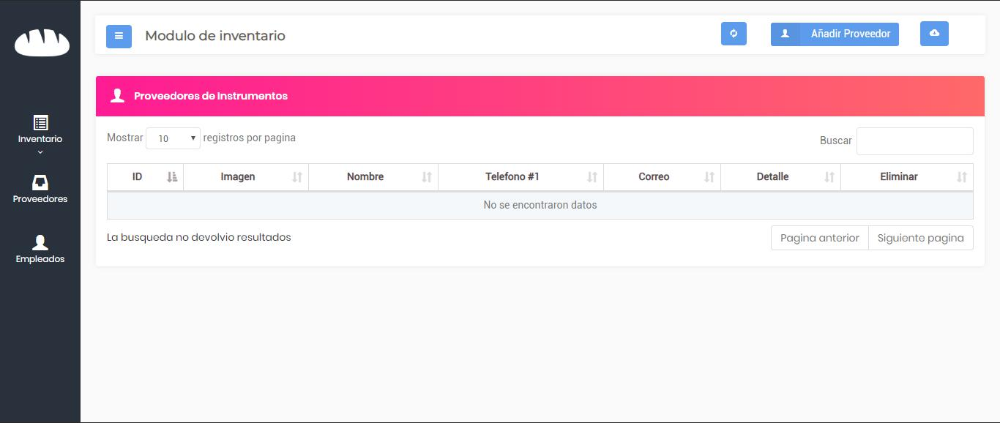 Modulo de inventario
Añadir Proveedor
Inventario
Proveedores
Empleados
Proveedores de Instrumentos
Mostrar 10 registros por pagina
Buscar
ID Imagen Nombre Telefono #1 Correo Detalle Eliminar
No se encontraron datos
La busqueda no devolvio resultados
Pagina anterior Siguiente pagina